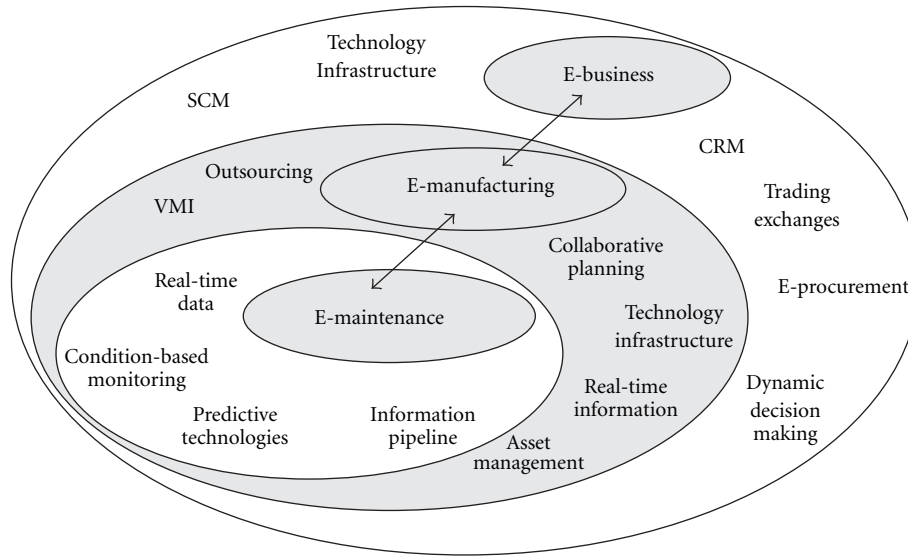 Technology
Infrastructure
E-business
SCM
CRM
Outsourcing
E-manufacturing
VMI
Trading
exchanges
Collaborative
planning
Real-time
data
E-procurement
E-maintenance
Technology
infrastructure
Condition-based
monitoring
Real-time
information
Dynamic
decision
making
Predictive
technologies
Information
pipeline
Asset
management